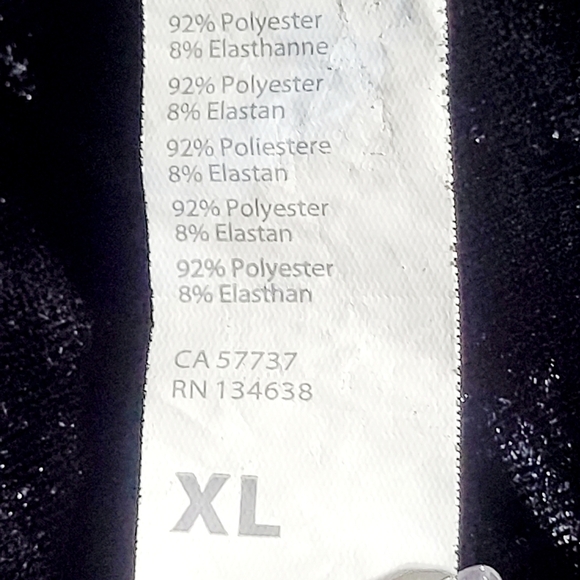 92% Polyester
8% Elasthanne
92% Polyester
8% Elastan
92% Poliestere
8% Elastan
92% Polyester
8% Elastan
92% Polyester
8% Elasthan
CA 57737
RN 134638
XL